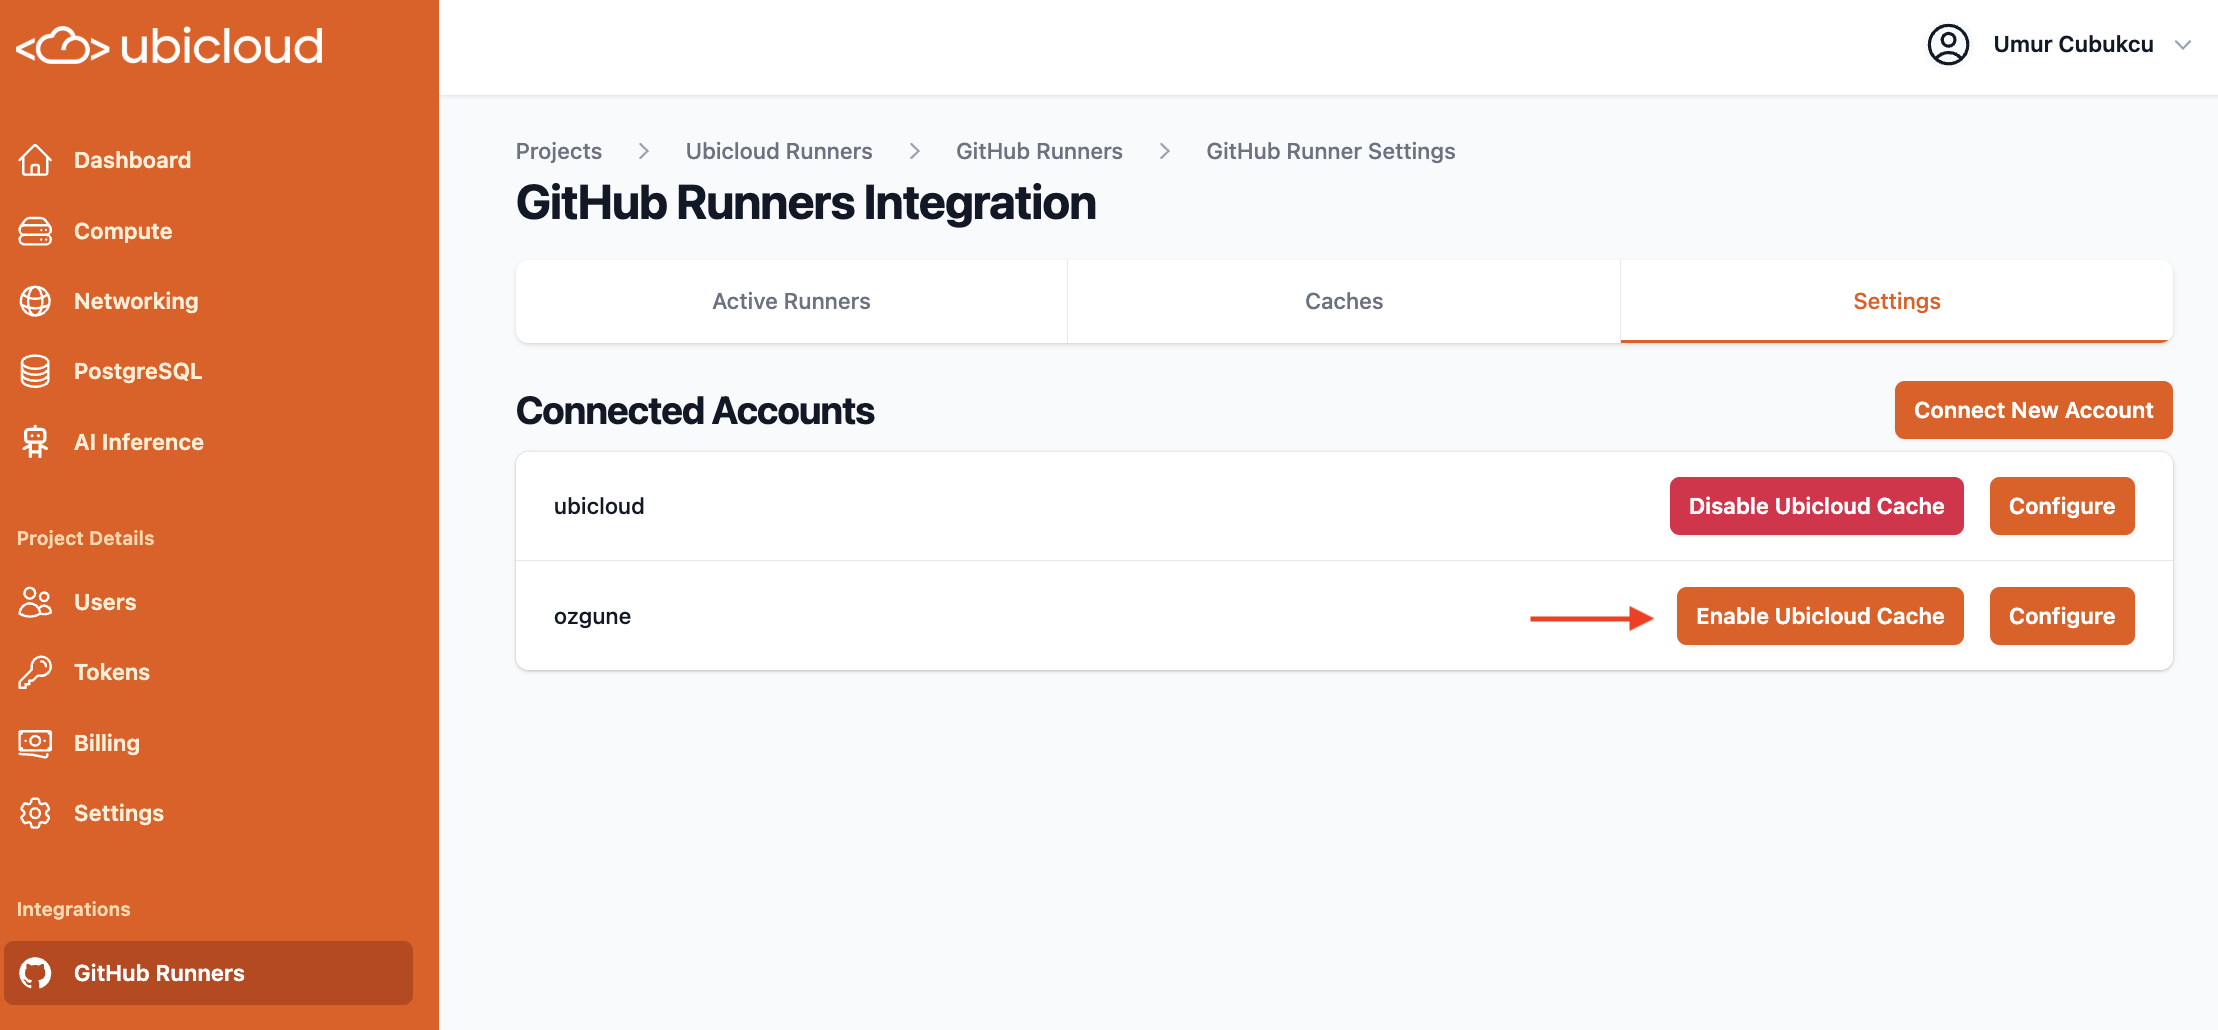 ubicloud
Umur Cubukcu
Dashboard
Compute
Networking
PostgreSQL
AI Inference
Project Details
Users
Tokens
Billing
Settings
Integrations
GitHub Runners
Projects > Ubicloud Runners > GitHub Runners > GitHub Runner Settings
GitHub Runners Integration
Active Runners Caches Settings
Connected Accounts Connect New Account
ubicloud Disable Ubicloud Cache Configure
ozgune Enable Ubicloud Cache Configure